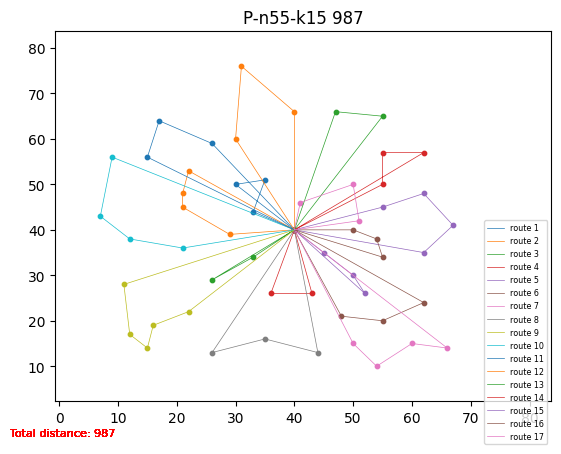 P-n55-k15 987
80
70
60
50
40
30
20
10
0
10
20
30
40
50
60
70
80
route 1
route 2
route 3
route 4
route 5
route 6
route 7
route 8
route 9
route 10
route 11
route 12
route 13
route 14
route 15
route 16
route 17
Total distance: 987